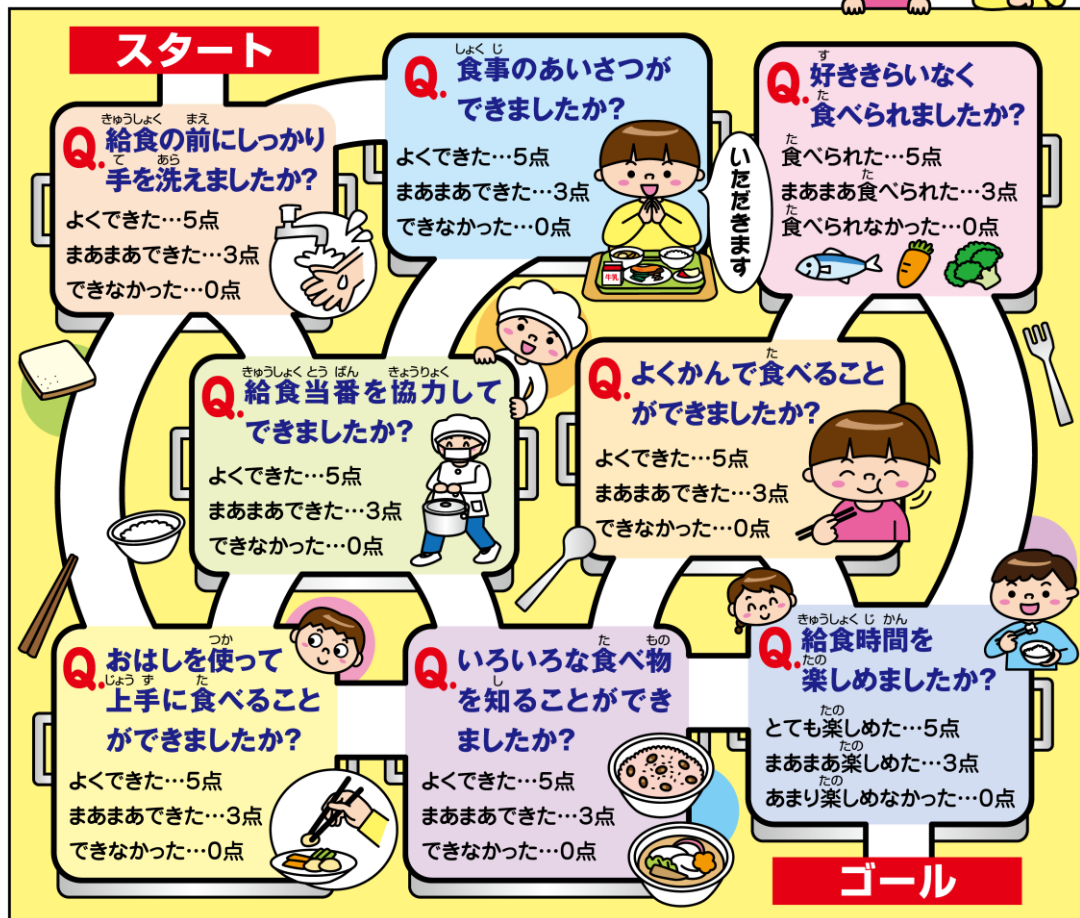 スタート
Q.給食の前にしっかり
手を洗えましたか?
よくできた…5点
まあまあできた…3点
できなかった…0点
Q.食事のあいさつが
できましたか?
よくできた…5点
まあまあできた…3点
できなかった…0点
いただきます
牛乳
Q.好ききらいなく
食べられましたか?
食べられた…5点
まあまあ食べられた…3点
食べられなかった…0点
Q.給食当番を協力して
できましたか?
よくできた…5点
まあまあできた…3点
できなかった…0点
Q.よくかんで食べること
ができましたか?
よくできた…5点
まあまあできた…3点
できなかった…0点
Q.おはしを使って
上手に食べること
ができましたか?
よくできた…5点
まあまあできた…3点
できなかった…0点
Q.いろいろな食べ物
を知ることができ
ましたか?
よくできた…5点
まあまあできた…3点
できなかった…0点
Q.給食時間を
楽しめましたか?
とても楽しめた…5点
まあまあ楽しめた…3点
あまり楽しめなかった…0点
ゴール